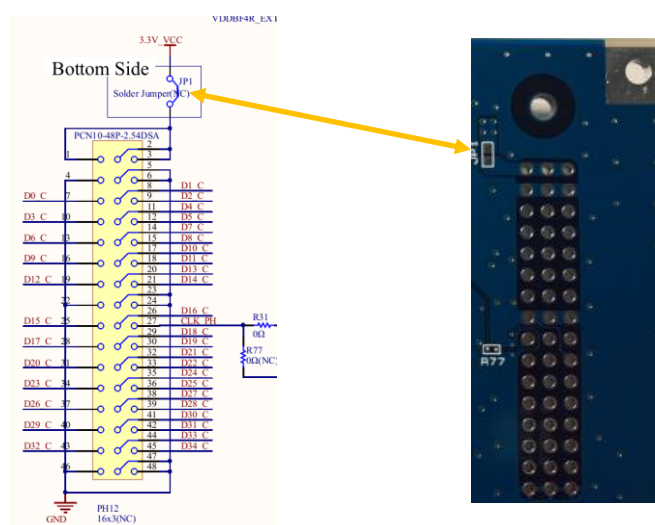 VDDBF4R_EXT
3.3V_VCC
Bottom Side
JP1
Solder Jumper(NC)
PCN10-48P-2.54DSA
1
2
3
4
5
6
D0_C 7
8 D1_C
9 D2_C
D3_C 10
11 D4_C
12 D5_C
D6_C 13
14 D7_C
15 D8_C
D9_C 16
17 D10_C
18 D11_C
D12_C 19
20 D13_C
21 D14_C
22
23
24
D15_C 25
26 D16_C
27 CLK_PH
D17_C 28
29 D18_C
30 D19_C
D20_C 31
32 D21_C
33 D22_C
D23_C 34
35 D24_C
36 D25_C
D26_C 37
38 D27_C
39 D28_C
D29_C 40
41 D30_C
42 D31_C
D32_C 43
44 D33_C
45 D34_C
46
47
48
R31
0Ω
R77
0Ω(NC)
GND
PH12
16x3(NC)
JP1
R77